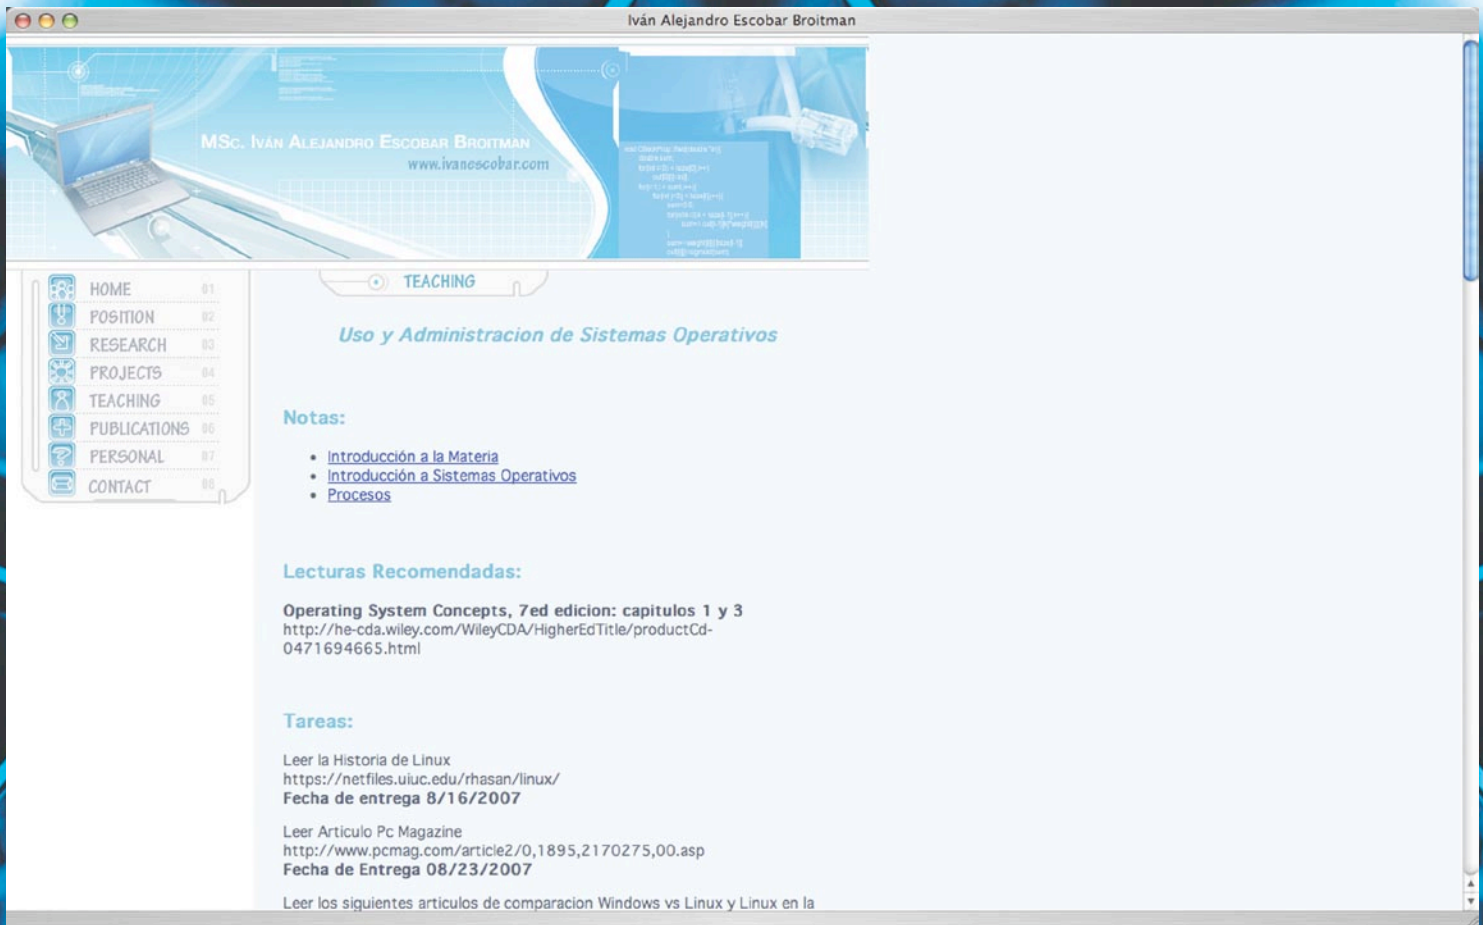 Iván Alejandro Escobar Broitman
MSc. Iván Alejandro Escobar Broitman
www.ivanescobar.com
HOME 01
POSITION 02
RESEARCH 03
PROJECTS 04
TEACHING 05
PUBLICATIONS 06
PERSONAL 07
CONTACT 08
TEACHING
Uso y Administracion de Sistemas Operativos
Notas:
• Introducción a la Materia
• Introducción a Sistemas Operativos
• Procesos
Lecturas Recomendadas:
Operating System Concepts, 7ed edicion: capitulos 1 y 3
http://he-cda.wiley.com/WileyCDA/HigherEdTitle/productCd-
0471694665.html
Tareas:
Leer la Historia de Linux
https://netfiles.uiuc.edu/rhasan/linux/
Fecha de entrega 8/16/2007
Leer Articulo Pc Magazine
http://www.pcmag.com/article2/0,1895,2170275,00.asp
Fecha de Entrega 08/23/2007
Leer los siguientes articulos de comparacion Windows vs Linux y Linux en la